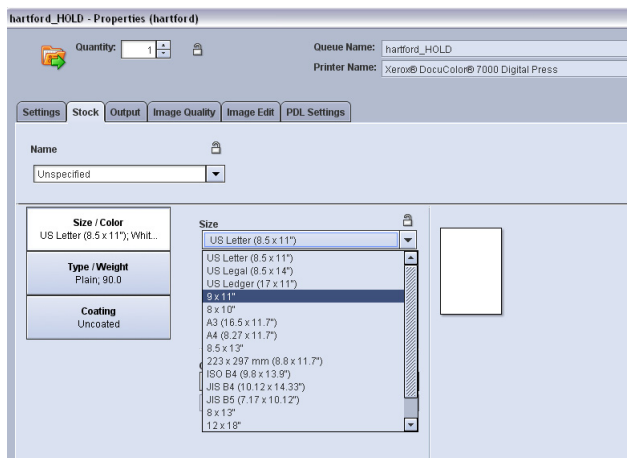 hartford_HOLD - Properties (hartford)
Quantity: 1
Queue Name: hartford_HOLD
Printer Name: Xerox® DocuColor® 7000 Digital Press
Settings Stock Output Image Quality Image Edit PDL Settings
Name
Unspecified
Size / Color
US Letter (8.5 x 11"); Whit...
Type / Weight
Plain; 90.0
Coating
Uncoated
Size
US Letter (8.5 x 11")
US Letter (8.5 x 11")
US Legal (8.5 x 14")
US Ledger (17 x 11")
9 x 11"
8 x 10"
A3 (16.5 x 11.7")
A4 (8.27 x 11.7")
8.5 x 13"
223 x 297 mm (8.8 x 11.7")
ISO B4 (9.8 x 13.9")
JIS B4 (10.12 x 14.33")
JIS B5 (7.17 x 10.12")
8 x 13"
12 x 18"